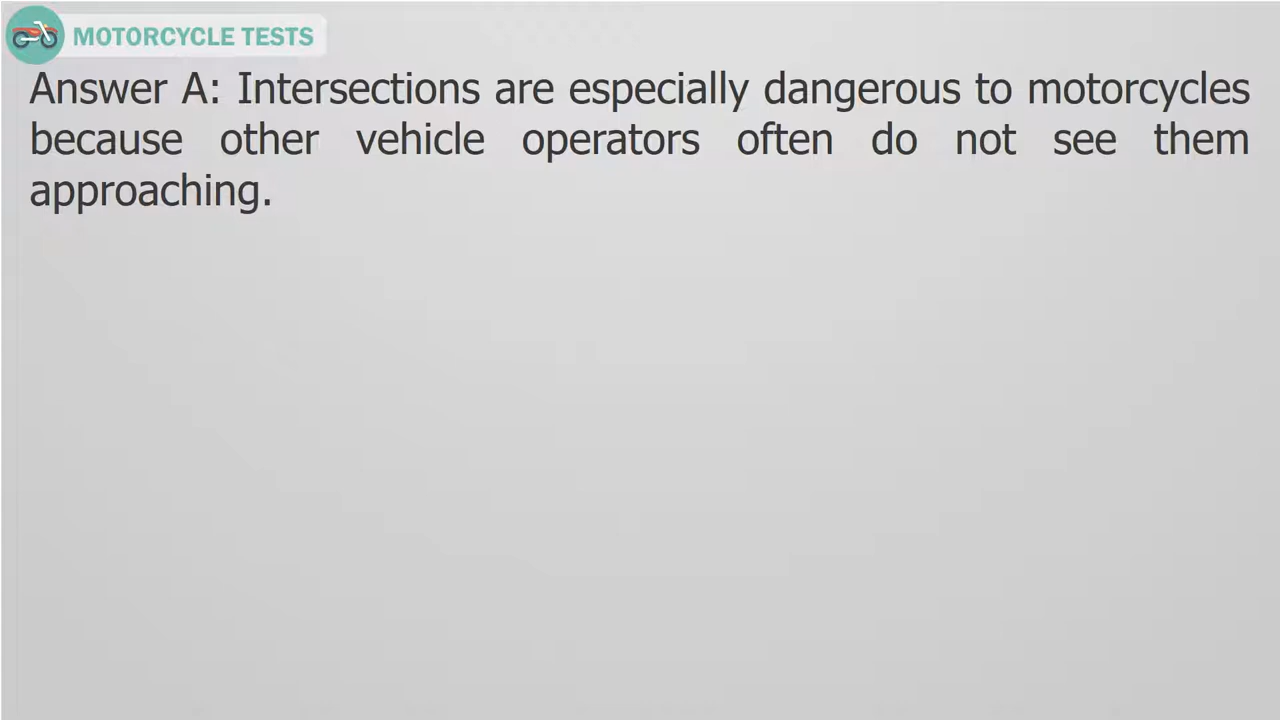 MOTORCYCLE TESTS
Answer A: Intersections are especially dangerous to motorcycles
because other vehicle operators often do not see them
approaching.